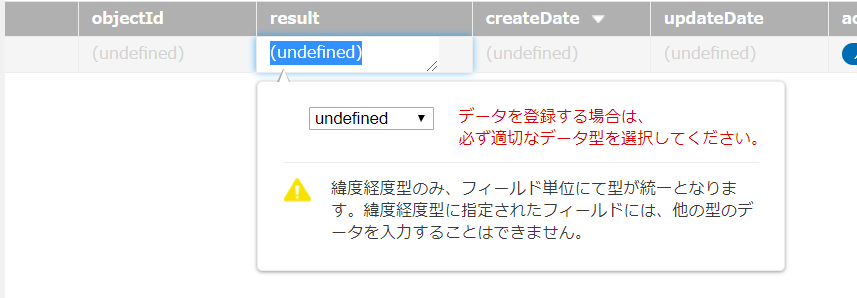 objectId result createDate ▼ updateDate
(undefined) (undefined) (undefined) (undefined)
undefined ▼
データを登録する場合は、
必ず適切なデータ型を選択してください。
緯度経度型のみ、フィールド単位にて型が統一となりま
す。緯度経度型に指定されたフィールドには、他の型のデ
ータを入力することはできません。